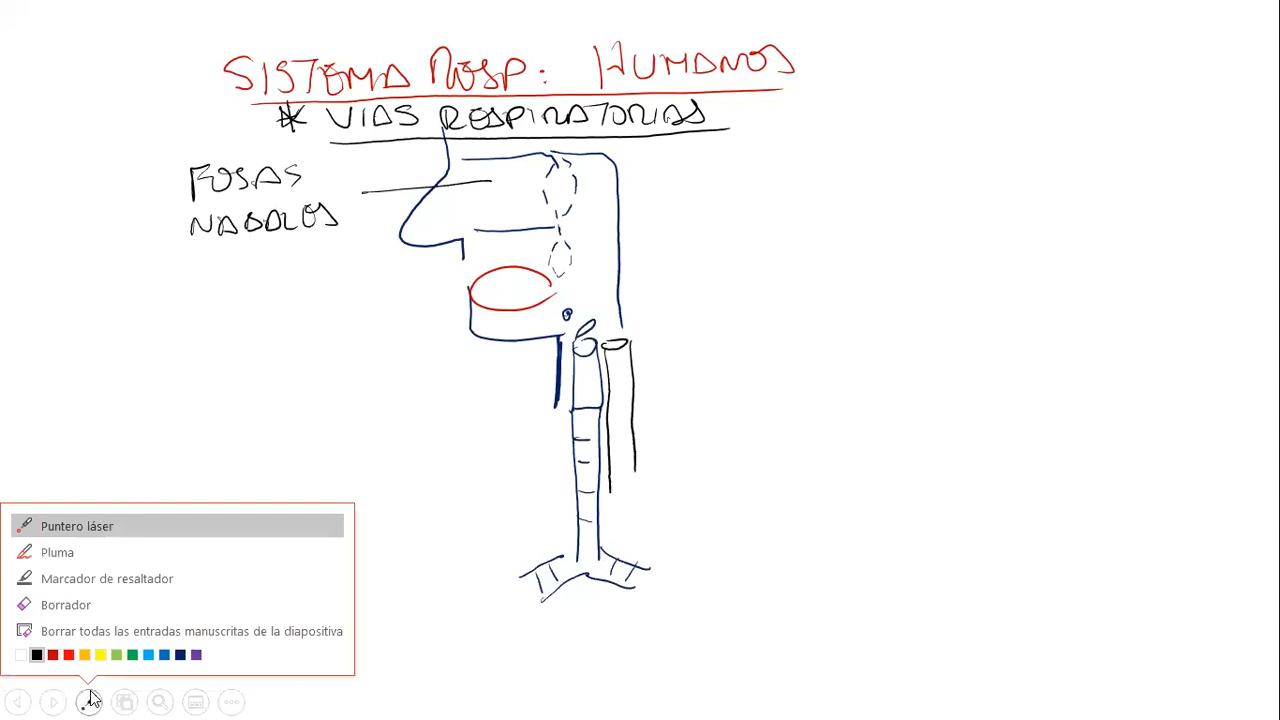 SISTEMA RESP: HUMANOS
* VIAS RESPIRATORIAS
FOSAS
NASALES
Puntero láser
Pluma
Marcador de resaltador
Borrador
Borrar todas las entradas manuscritas de la diapositiva